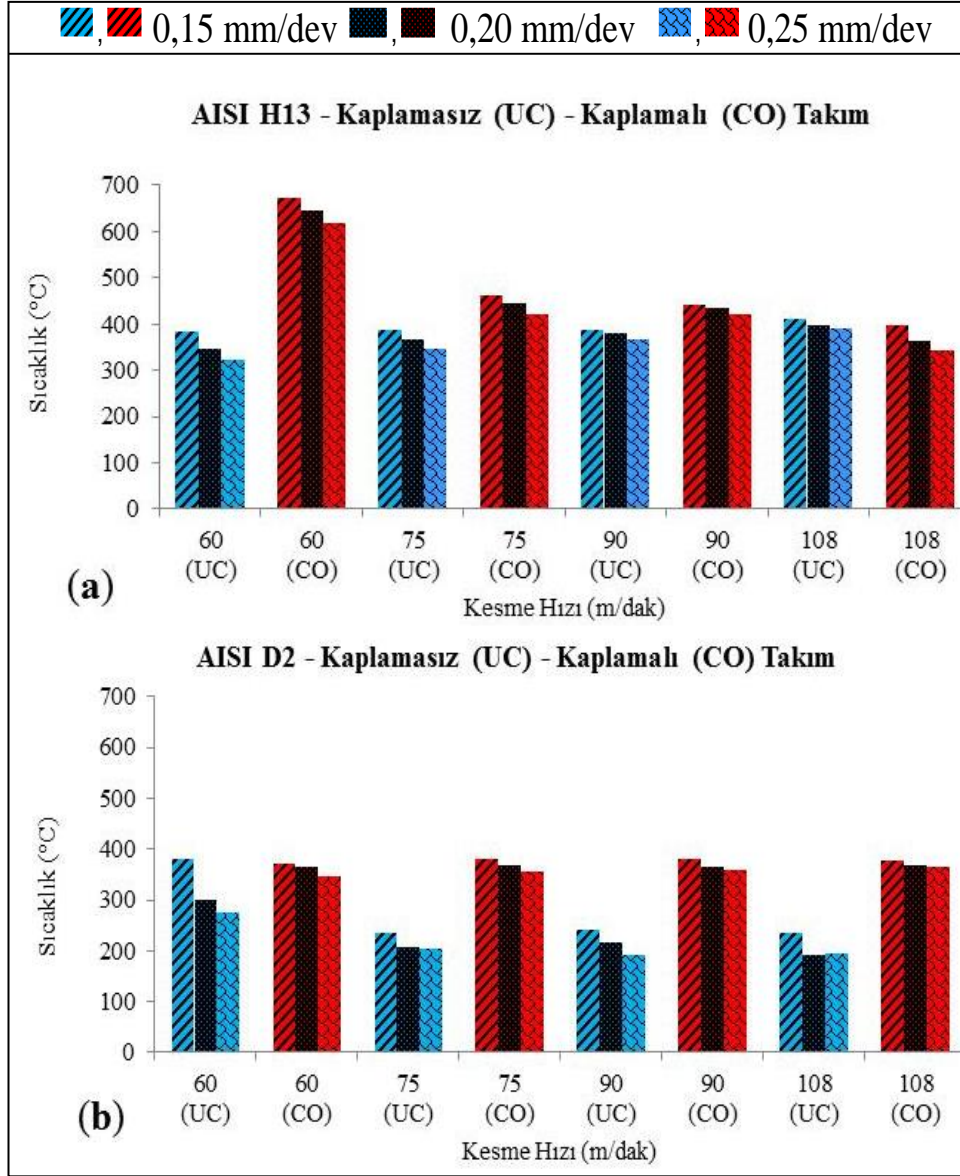 , 0,15 mm/dev , 0,20 mm/dev , 0,25 mm/dev
AISI H13 - Kaplamasız (UC) - Kaplamalı (CO) Takım
700
600
500
400
300
200
100
0
Sıcaklık (°C)
60 60 75 75 90 90 108 108
(UC) (CO) (UC) (CO) (UC) (CO) (UC) (CO)
(a)
Kesme Hızı (m/dak)
AISI D2 - Kaplamasız (UC) - Kaplamalı (CO) Takım
700
600
500
400
300
200
100
0
Sıcaklık (°C)
60 60 75 75 90 90 108 108
(UC) (CO) (UC) (CO) (UC) (CO) (UC) (CO)
(b)
Kesme Hızı (m/dak)